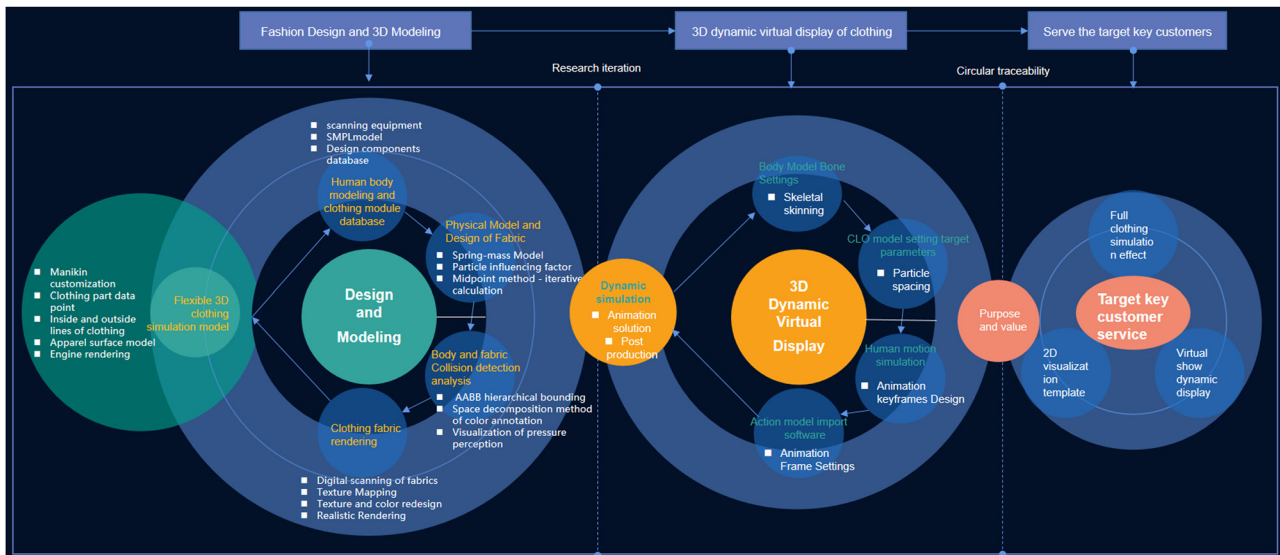 Fashion Design and 3D Modeling
3D dynamic virtual display of clothing
Serve the target key customers
Research iteration
Circular traceability
scanning equipment
SMPLmodel
Design components
database
Human body
modeling and
clothing module
database
Physical Model and
Design of Fabric
Spring-mass Model
Particle influencing factor
Midpoint method - iterative
calculation
Manikin
customization
Clothing part data
point
Inside and outside
lines of clothing
Apparel surface model
Engine rendering
Flexible 3D
clothing
simulation model
Design
and
Modeling
Body and fabric
Collision detection
analysis
AABB hierarchical bounding
Space decomposition method
of color annotation
Visualization of pressure
perception
Clothing fabric
rendering
Digital scanning of fabrics
Texture Mapping
Texture and color redesign
Realistic Rendering
Dynamic
simulation
Animation
solution
Post
production
Body Model Bone
Settings
Skeletal
skinning
CLO model setting target
parameters
Particle
spacing
3D
Dynamic
Virtual
Display
Human motion
simulation
Animation
keyframes Design
Action model import
software
Animation
Frame Settings
Purpose
and value
Full
clothing
simulatio
n effect
Target key
customer
service
2D
visualizat
ion
template
Virtual
show
dynamic
display